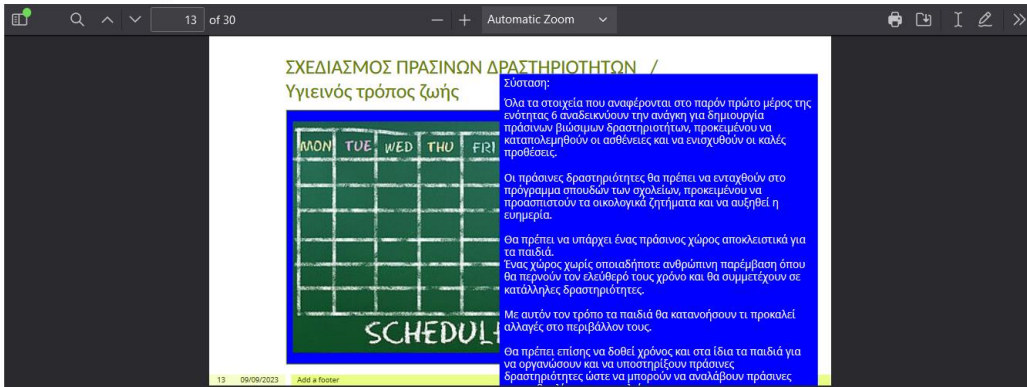 13 of 30
Automatic Zoom
ΣΧΕΔΙΑΣΜΟΣ ΠΡΑΣΙΝΩΝ ΔΡΑΣΤΗΡΙΟΤΗΤΩΝ /
Υγιεινός τρόπος ζωής
MON TUE WED THU FRI
SCHEDUL
Σύσταση:
Όλα τα στοιχεία που αναφέρονται στο παρόν πρώτο μέρος της
ενότητας 6 αναδεικνύουν την ανάγκη για δημιουργία
πράσινων βιώσιμων δραστηριοτήτων, προκειμένου να
καταπολεμηθούν οι ασθένειες και να ενισχυθούν οι καλές
προθέσεις.
Οι πράσινες δραστηριότητες θα πρέπει να ενταχθούν στο
πρόγραμμα σπουδών των σχολείων, προκειμένου να
προασπιστούν τα οικολογικά ζητήματα και να αυξηθεί η
ευημερία.
Θα πρέπει να υπάρχει ένας πράσινος χώρος αποκλειστικά για
τα παιδιά.
Ένας χώρος χωρίς οποιαδήποτε ανθρώπινη παρέμβαση όπου
θα περνούν τον ελεύθερό τους χρόνο και θα συμμετέχουν σε
κατάλληλες δραστηριότητες.
Με αυτόν τον τρόπο τα παιδιά θα κατανοήσουν τι προκαλεί
αλλαγές στο περιβάλλον τους.
Θα πρέπει επίσης να δοθεί χρόνος και στα ίδια τα παιδιά για
να οργανώσουν και να υποστηρίξουν πράσινες
δραστηριότητες ώστε να μπορούν να αναλάβουν πράσινες
13 09/09/2023 Add a footer